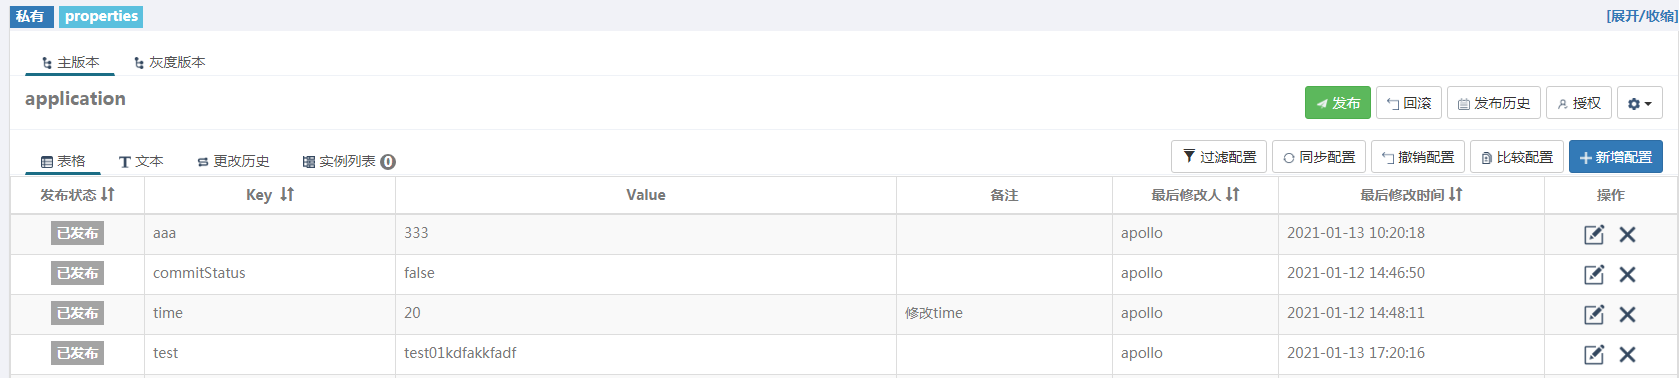 私有 properties [展开/收缩]
主版本 灰度版本
application 发布 回滚 发布历史 授权
表格 文本 更改历史 实例列表 0 过滤配置 同步配置 撤销配置 比较配置 新增配置
发布状态 Key Value 备注 最后修改人 最后修改时间 操作
已发布 aaa 333 apollo 2021-01-13 10:20:18
已发布 commitStatus false apollo 2021-01-12 14:46:50
已发布 time 20 修改time apollo 2021-01-12 14:48:11
已发布 test test01kdfakkfadf apollo 2021-01-13 17:20:16